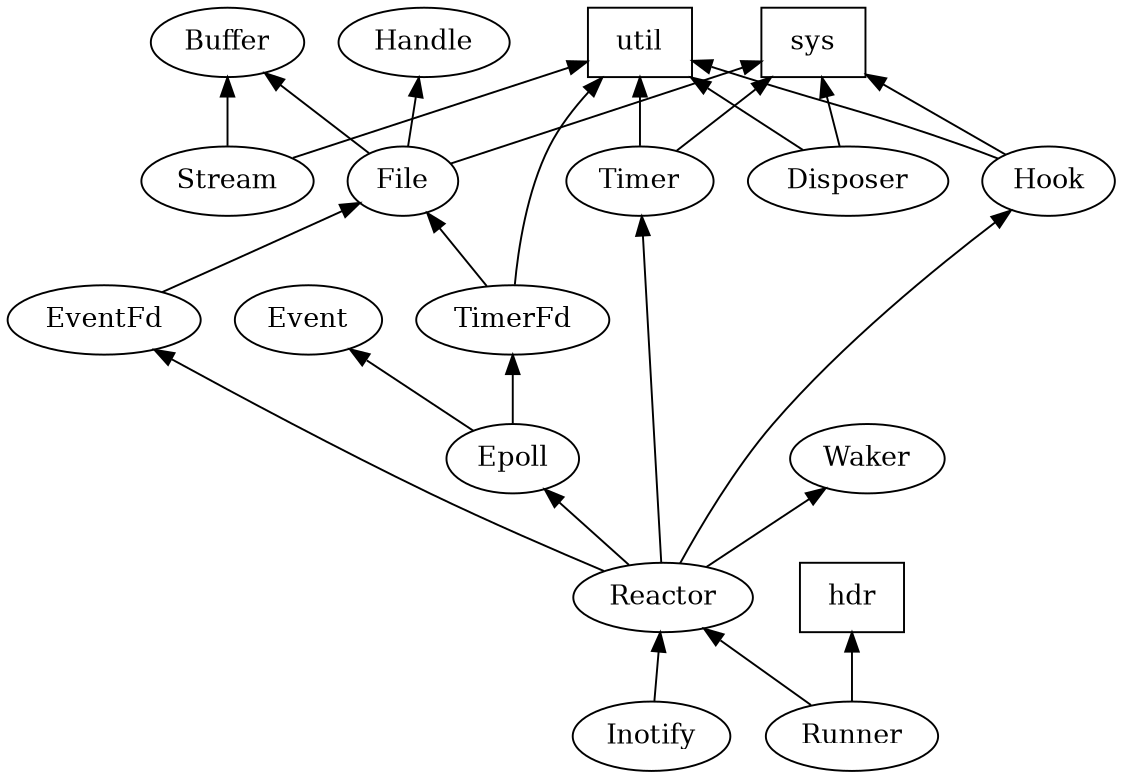 Buffer
Handle
util
sys
Stream
File
Timer
Disposer
Hook
EventFd
Event
TimerFd
Epoll
Waker
Reactor
hdr
Inotify
Runner